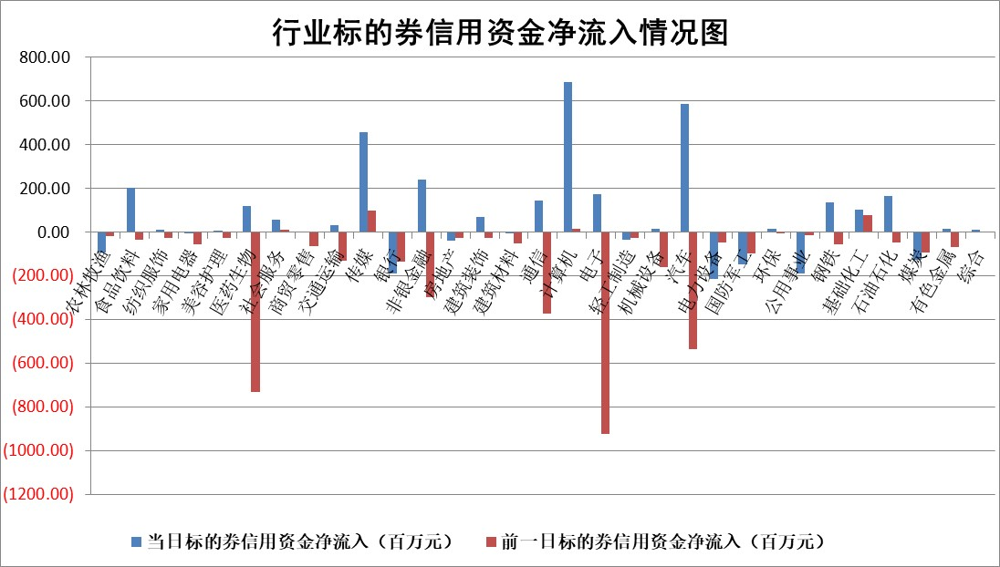 行业标的券信用资金净流入情况图
800.00
600.00
400.00
200.00
0.00
(200.00)
(400.00)
(600.00)
(800.00)
(1000.00)
(1200.00)
农林牧渔
食品饮料
纺织服饰
家用电器
美容护理
医药生物
社会服务
商贸零售
交通运输
传媒
银行
非银金融
房地产
建筑装饰
建筑材料
通信
计算机
电子
轻工制造
机械设备
汽车
电力设备
国防军工
环保
公用事业
钢铁
基础化工
石油石化
煤炭
有色金属
综合
当日标的券信用资金净流入（百万元）
前一日标的券信用资金净流入（百万元）